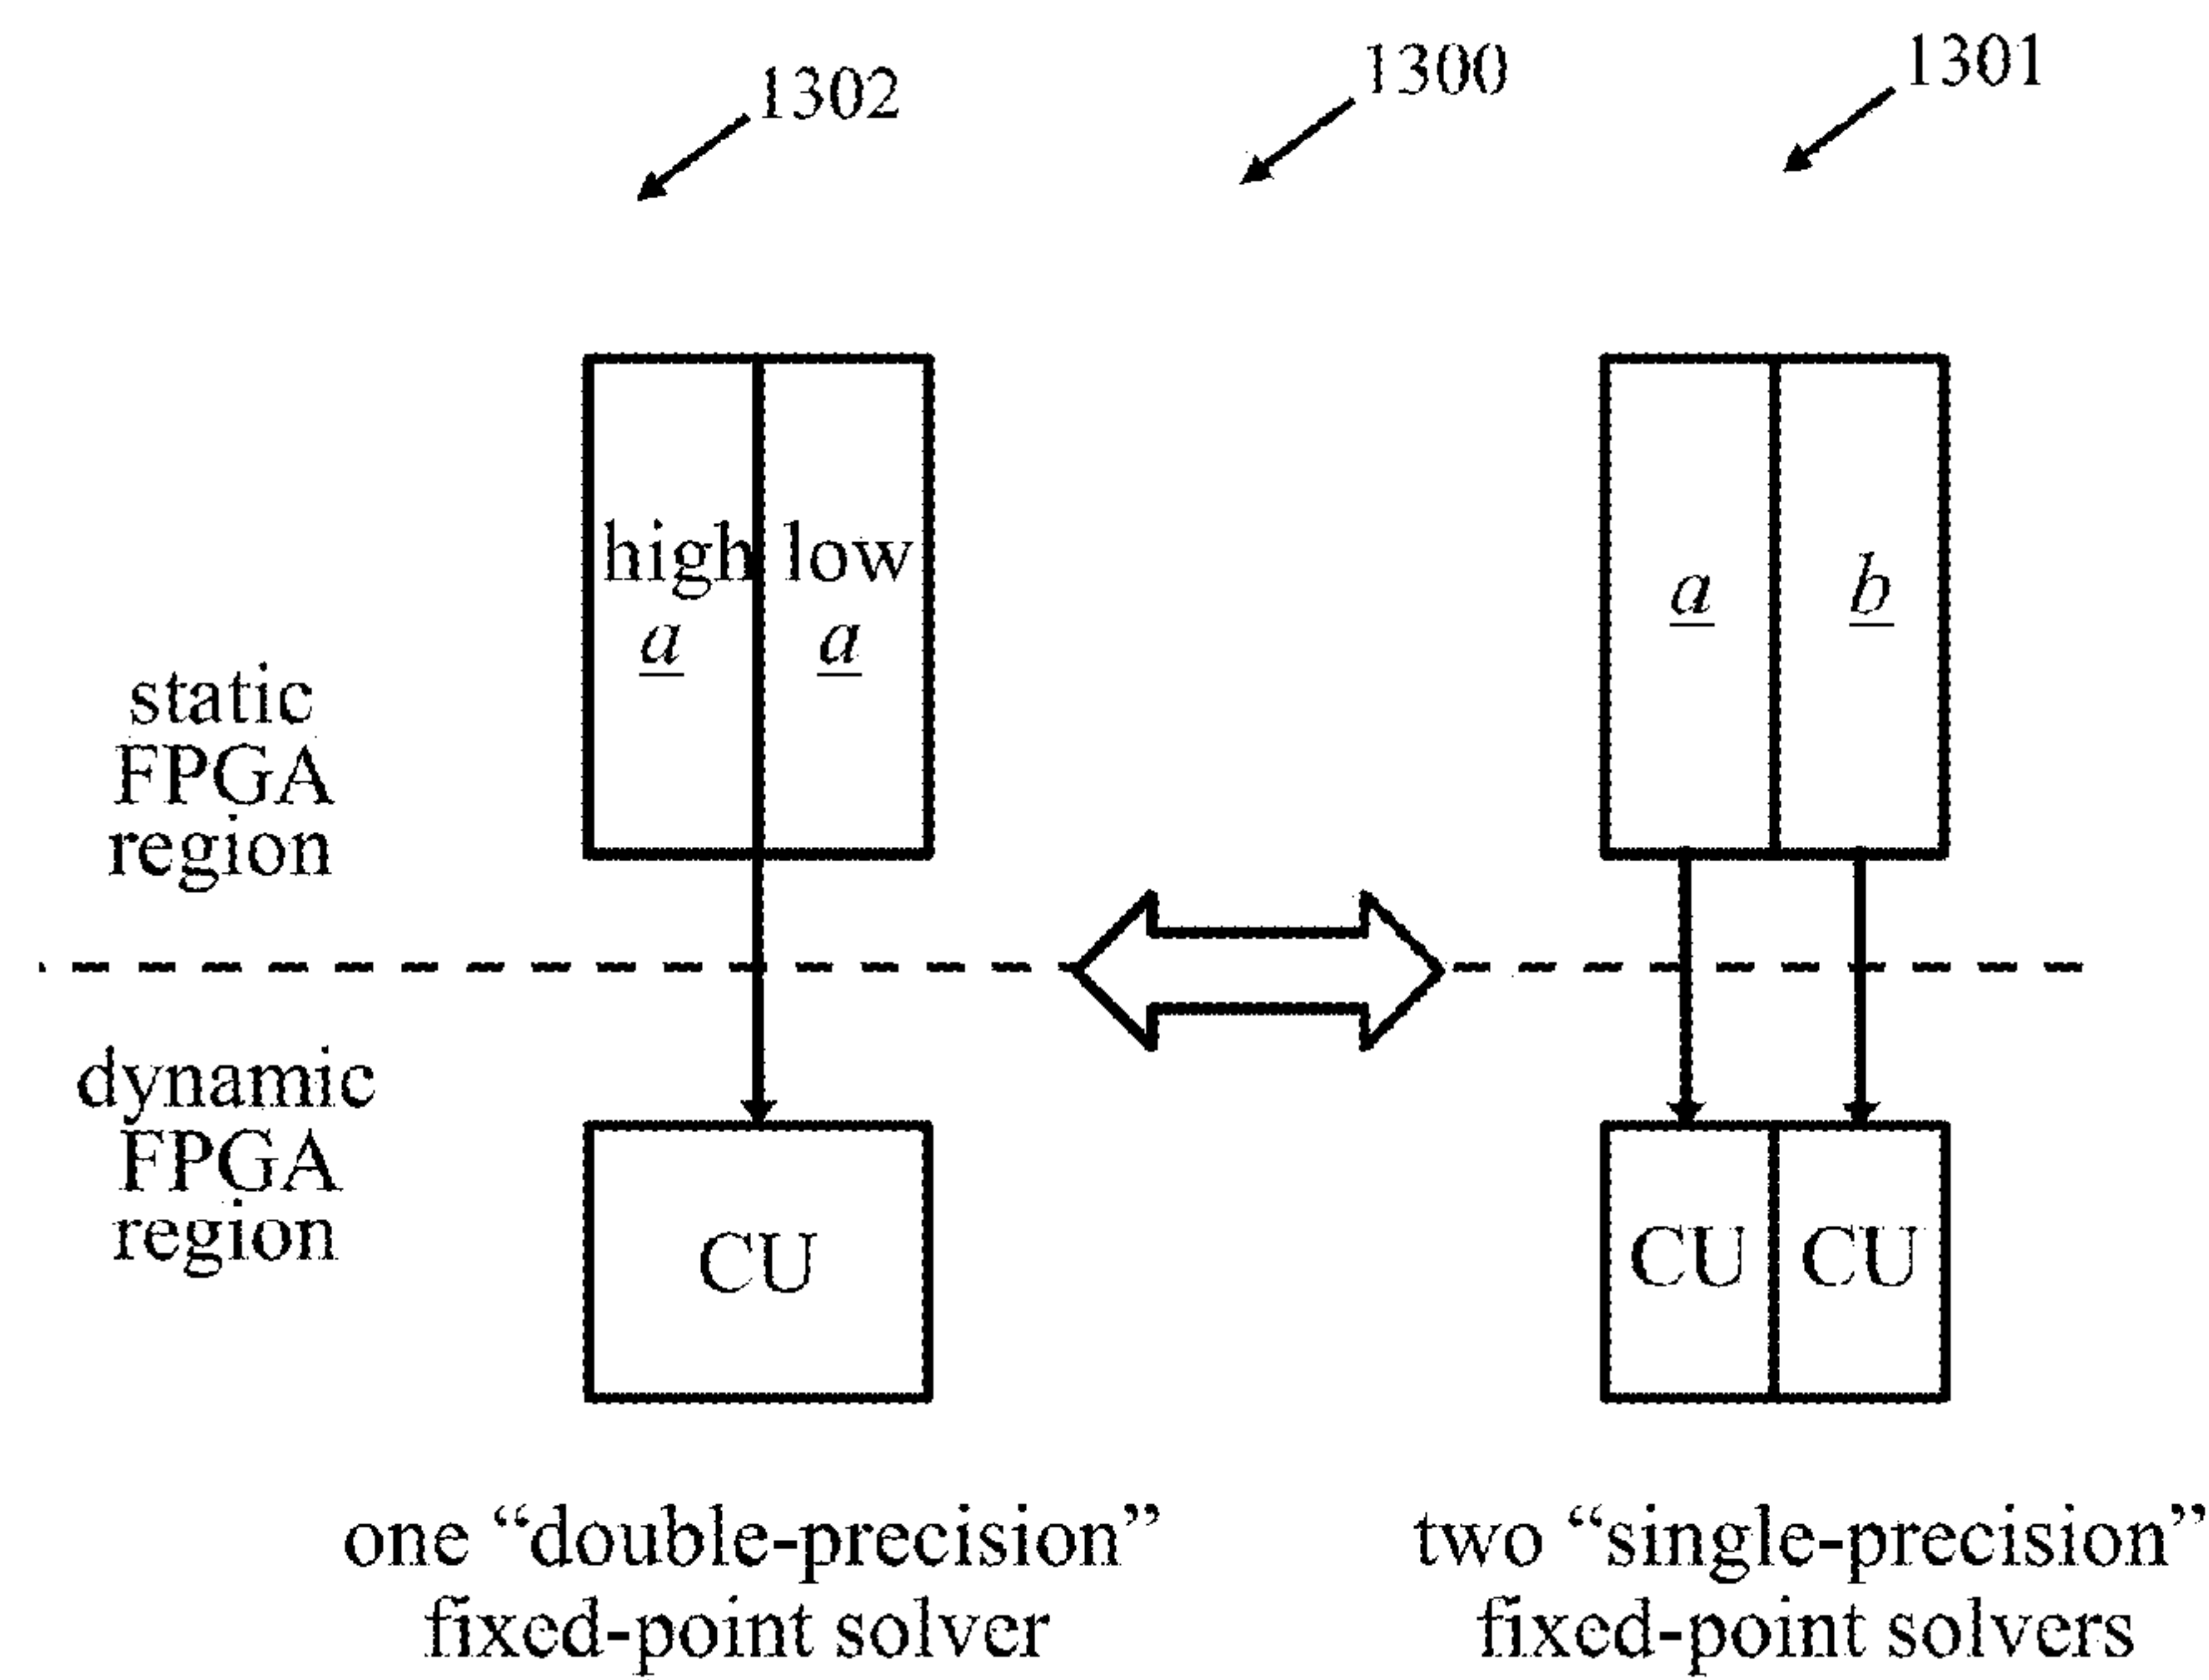 1302
1300
1301
high low
a a
a b
static
FPGA
region
dynamic
FPGA
region
CU
CU CU
one “double-precision”
fixed-point solver
two “single-precision”
fixed-point solvers